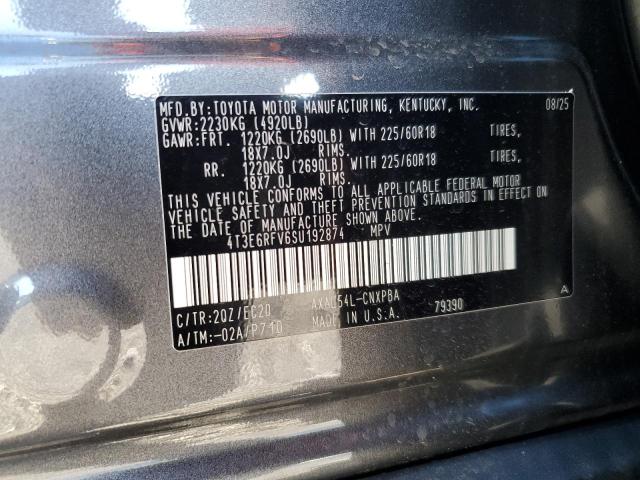 MFD.BY:TOYOTA MOTOR MANUFACTURING, KENTUCKY, INC. 08/25
GVWR:2230KG (4920LB)
GAWR:FRT. 1220KG (2690LB) WITH 225/60R18 TIRES,
18X7.0J RIMS.
RR. 1220KG (2690LB) WITH 225/60R18 TIRES,
18X7.0J RIMS.
THIS VEHICLE CONFORMS TO ALL APPLICABLE FEDERAL MOTOR
VEHICLE SAFETY AND THEFT PREVENTION STANDARDS IN EFFECT ON
THE DATE OF MANUFACTURE SHOWN ABOVE.
4T3E6RFV6SU192874 MPV
C/TR:20Z/EC20 AXAL54L-CNXPBA A
A/TM:-02A/P710 MADE IN U.S.A. 79390